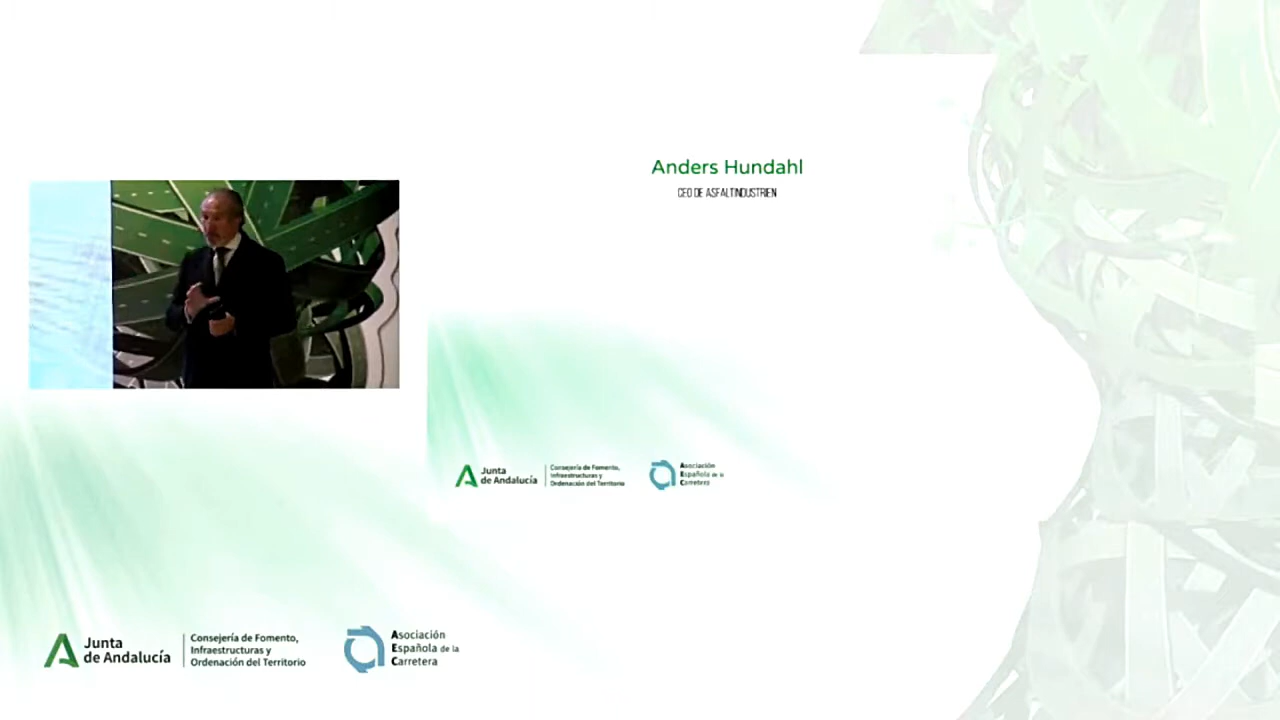 Anders Hundahl
CEO DE ASFALTINDUSTRIEN
Junta
de Andalucía
Consejería de Fomento,
Infraestructuras y
Ordenación del Territorio
Asociación
Española de la
Carretera
Junta
de Andalucía
Consejería de Fomento,
Infraestructuras y
Ordenación del Territorio
Asociación
Española de la
Carretera